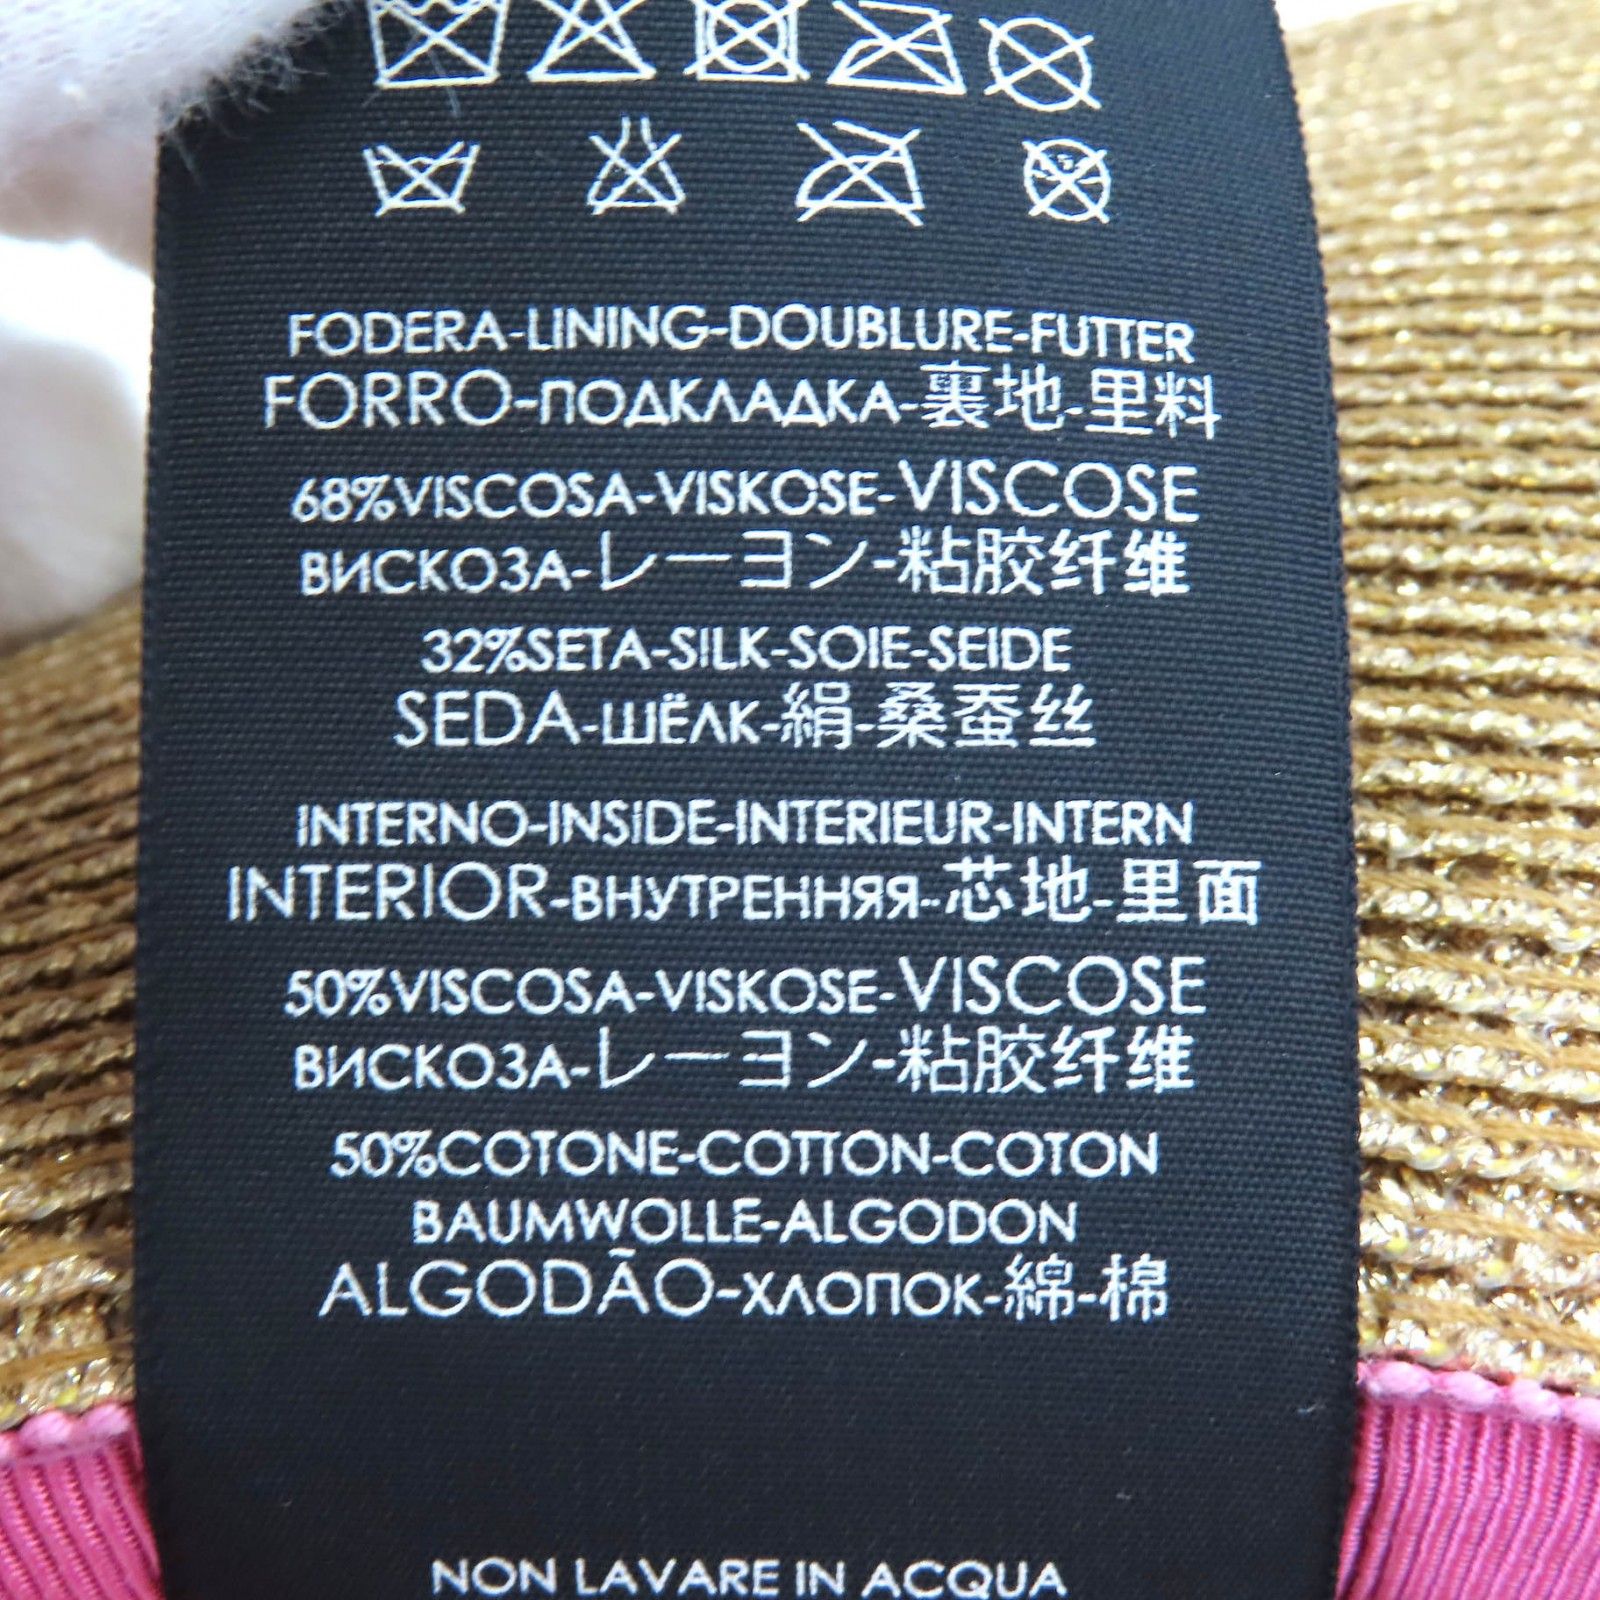 FODERA-LINING-DOUBLURE-FUTTER
FORRO-ПОДКЛАДКА-裏地-里料
68%VISCOSA-VISKOSE-VISCOSE
ВИСКОЗА-レーヨン-粘胶纤维
32%SETA-SILK-SOIE-SEIDE
SEDA-ШЁЛК-絹-桑蚕丝
INTERNO-INSIDE-INTERIEUR-INTERN
INTERIOR-ВНУТРЕННЯЯ-芯地-里面
50%VISCOSA-VISKOSE-VISCOSE
ВИСКОЗА-レーヨン-粘胶纤维
50%COTONE-COTTON-COTON
BAUMWOLLE-ALGODON
ALGODÃO-ХЛОПОК-綿-棉
NON LAVARE IN ACQUA